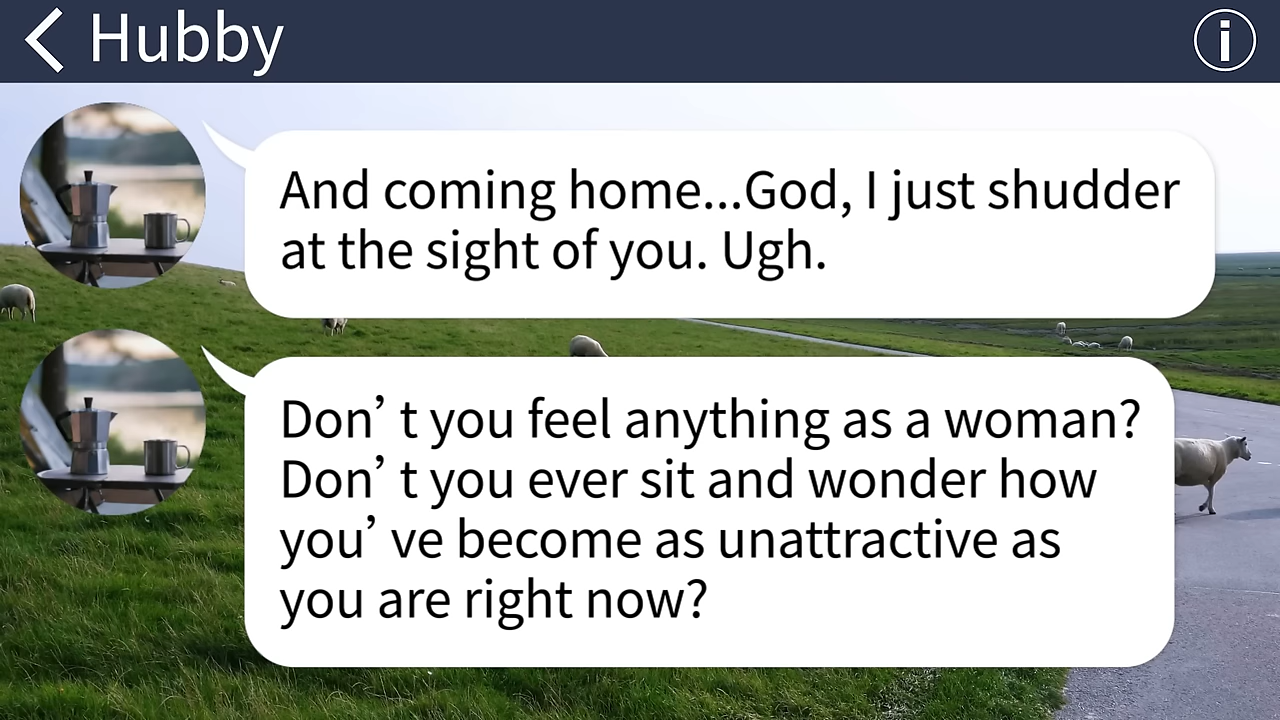 Hubby
And coming home...God, I just shudder
at the sight of you. Ugh.
Don’ t you feel anything as a woman?
Don’ t you ever sit and wonder how
you’ ve become as unattractive as
you are right now?